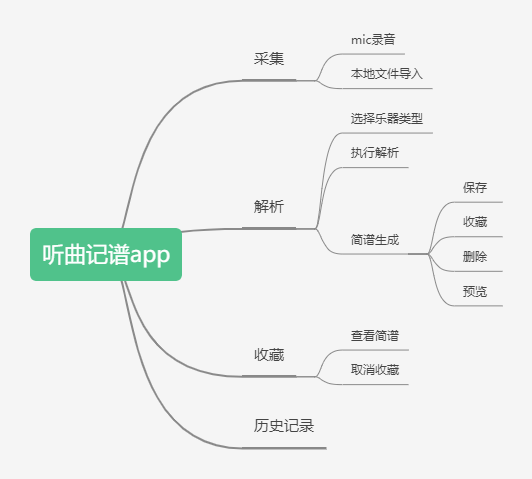 听曲记谱app
采集
mic录音
本地文件导入
解析
选择乐器类型
执行解析
简谱生成
保存
收藏
删除
预览
收藏
查看简谱
取消收藏
历史记录